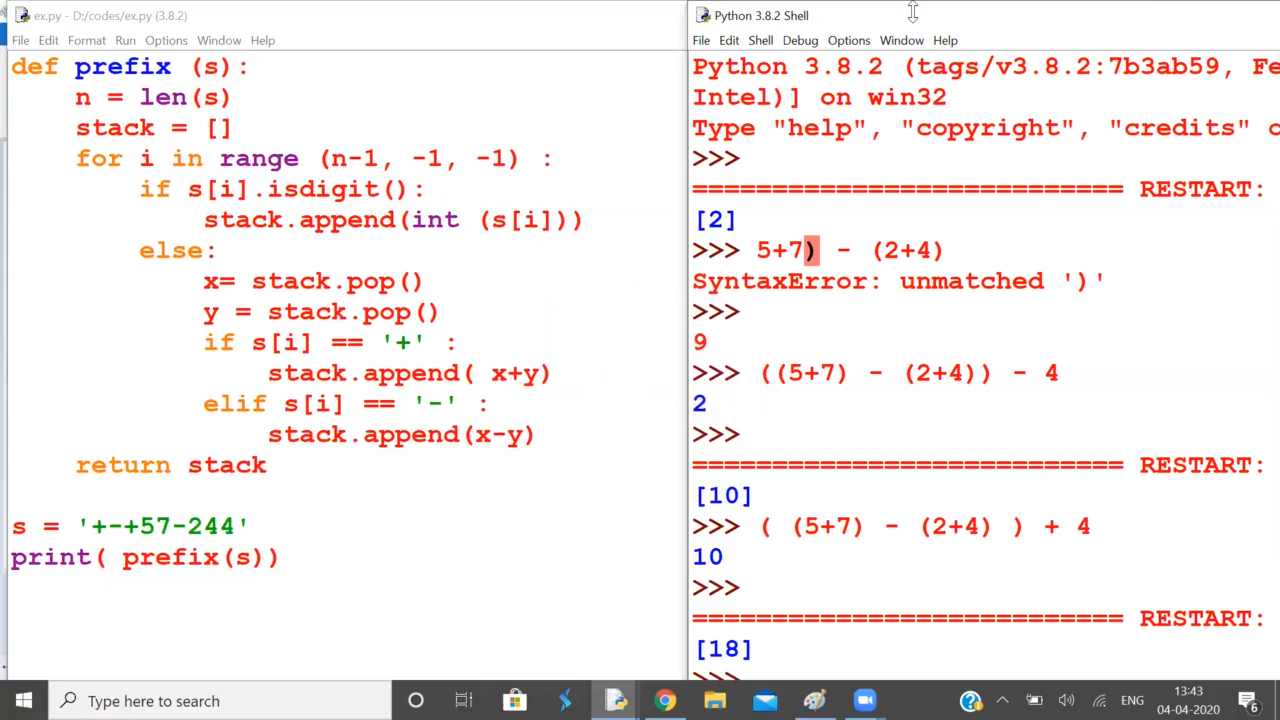 ex.py - D:/codes/ex.py (3.8.2)
File Edit Format Run Options Window Help
def prefix (s):
n = len(s)
stack = []
for i in range (n-1, -1, -1) :
if s[i].isdigit():
stack.append(int (s[i]))
else:
x= stack.pop()
y = stack.pop()
if s[i] == '+' :
stack.append( x+y)
elif s[i] == '-' :
stack.append(x-y)
return stack
s = '+-+57-244'
print( prefix(s))
Python 3.8.2 Shell
File Edit Shell Debug Options Window Help
Python 3.8.2 (tags/v3.8.2:7b3ab59, Fe
Intel)] on win32
Type "help", "copyright", "credits" o
>>>
============================ RESTART:
[2]
>>> 5+7) - (2+4)
SyntaxError: unmatched ')'
>>>
9
>>> ((5+7) - (2+4)) - 4
2
>>>
============================ RESTART:
[10]
>>> ( (5+7) - (2+4) ) + 4
10
>>>
============================ RESTART:
[18]
>>>
Type here to search
ENG
13:43
04-04-2020
6